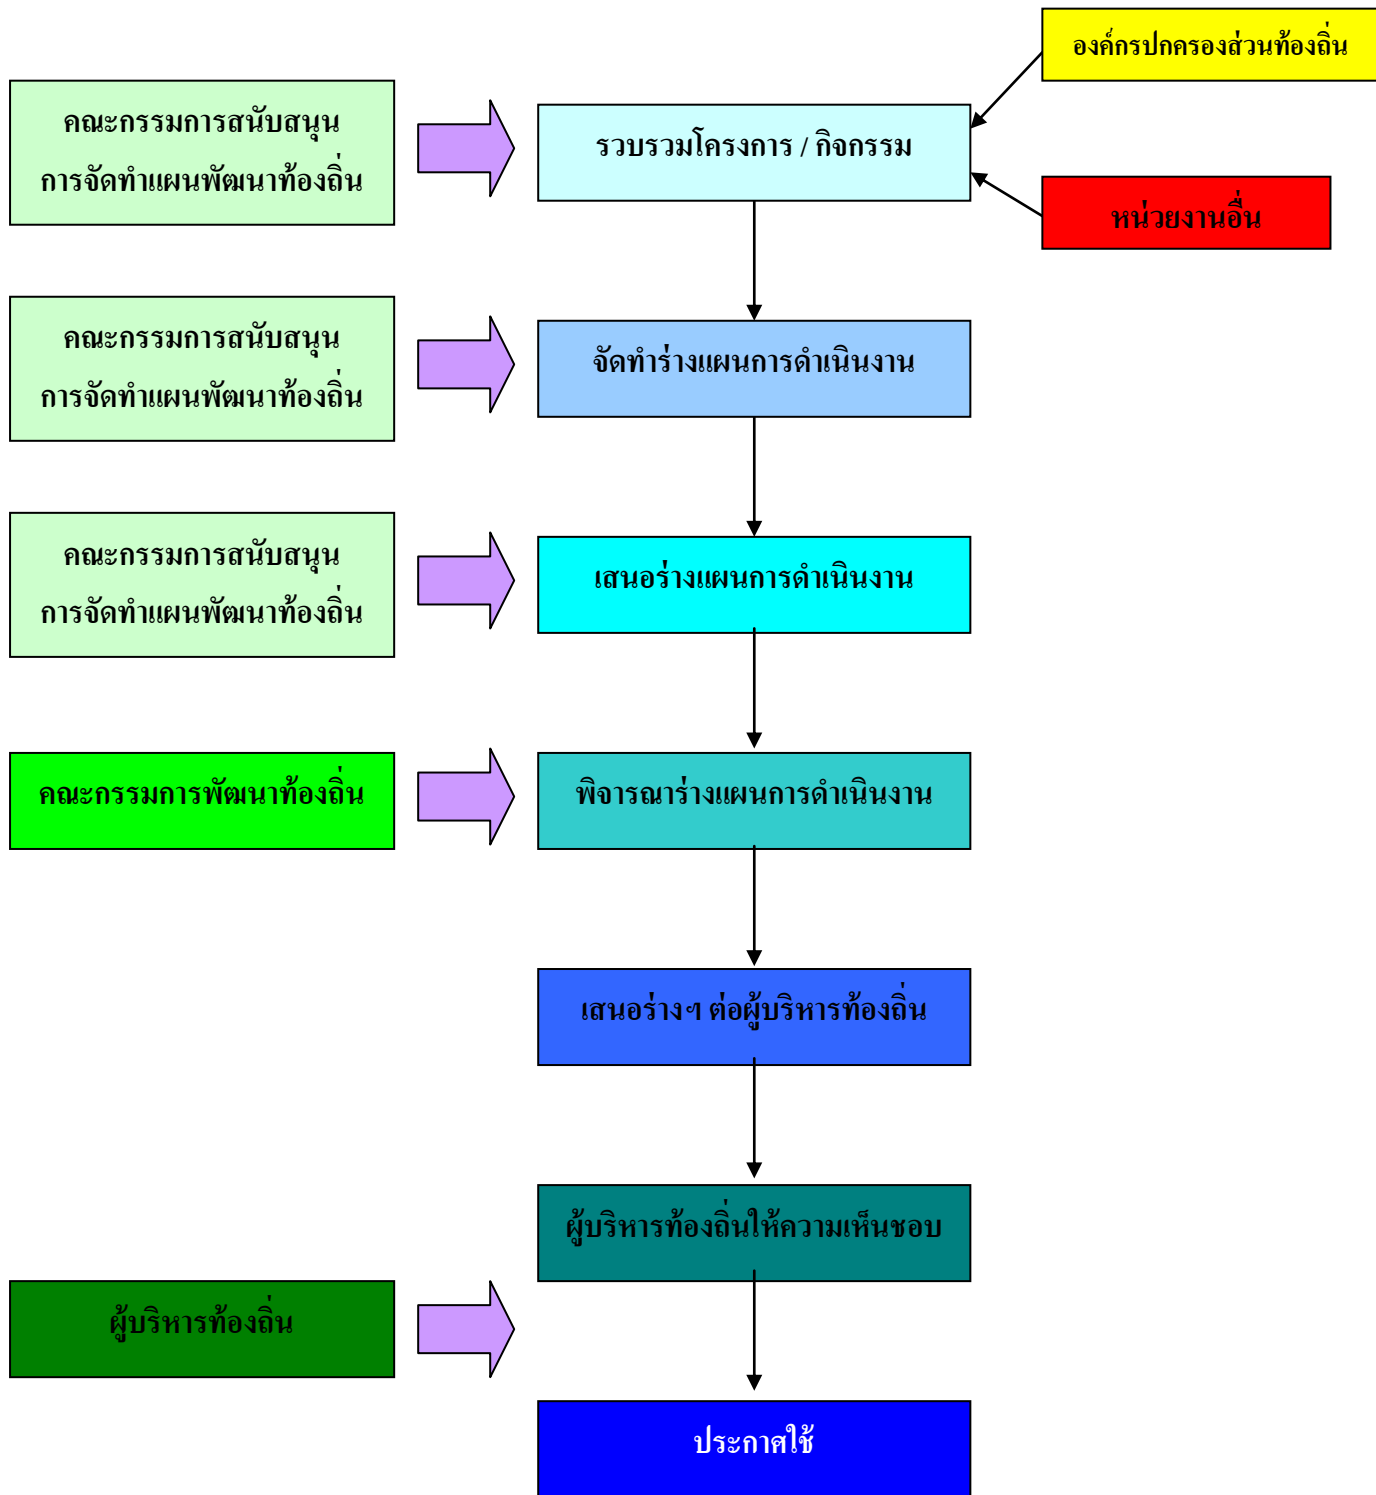 องค์กรปกครองส่วนท้องถิ่น
คณะกรรมการสนับสนุน
การจัดทำแผนพัฒนาท้องถิ่น
รวบรวมโครงการ / กิจกรรม
หน่วยงานอื่น
คณะกรรมการสนับสนุน
การจัดทำแผนพัฒนาท้องถิ่น
จัดทำร่างแผนการดำเนินงาน
คณะกรรมการสนับสนุน
การจัดทำแผนพัฒนาท้องถิ่น
เสนอร่างแผนการดำเนินงาน
คณะกรรมการพัฒนาท้องถิ่น
พิจารณาร่างแผนการดำเนินงาน
เสนอร่างฯ ต่อผู้บริหารท้องถิ่น
ผู้บริหารท้องถิ่นให้ความเห็นชอบ
ผู้บริหารท้องถิ่น
ประกาศใช้